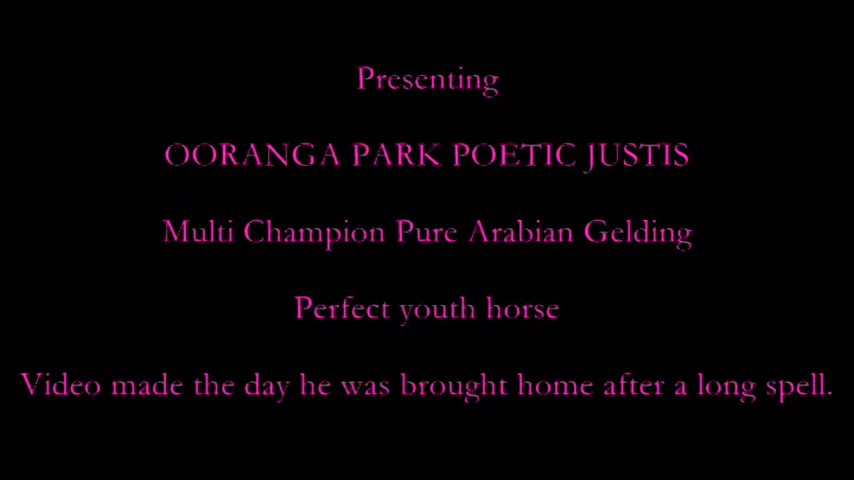 Presenting
OORANGA PARK POETIC JUSTIS
Multi Champion Pure Arabian Gelding
Perfect youth horse
Video made the day he was brought home after a long spell.